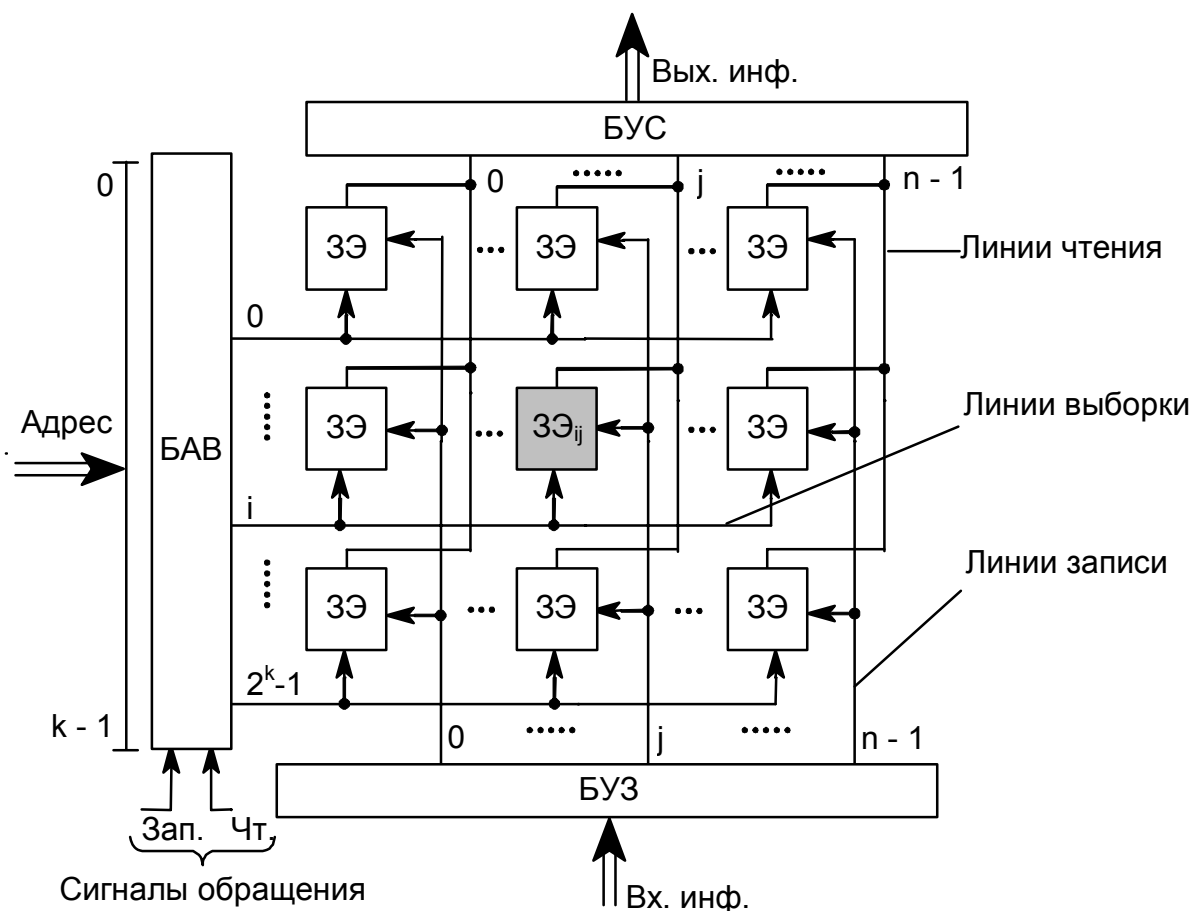 Вых. инф.
БУС
0 ..... j ..... n - 1
0
ЗЭ ... ЗЭ ... ЗЭ
Линии чтения
0
Линии выборки
Адрес
БАВ
ЗЭ ... ЗЭij ... ЗЭ
i
Линии записи
ЗЭ ... ЗЭ ... ЗЭ
2^k-1
k - 1
0 ..... j ..... n - 1
БУЗ
Зап. Чт.
Сигналы обращения
Вх. инф.